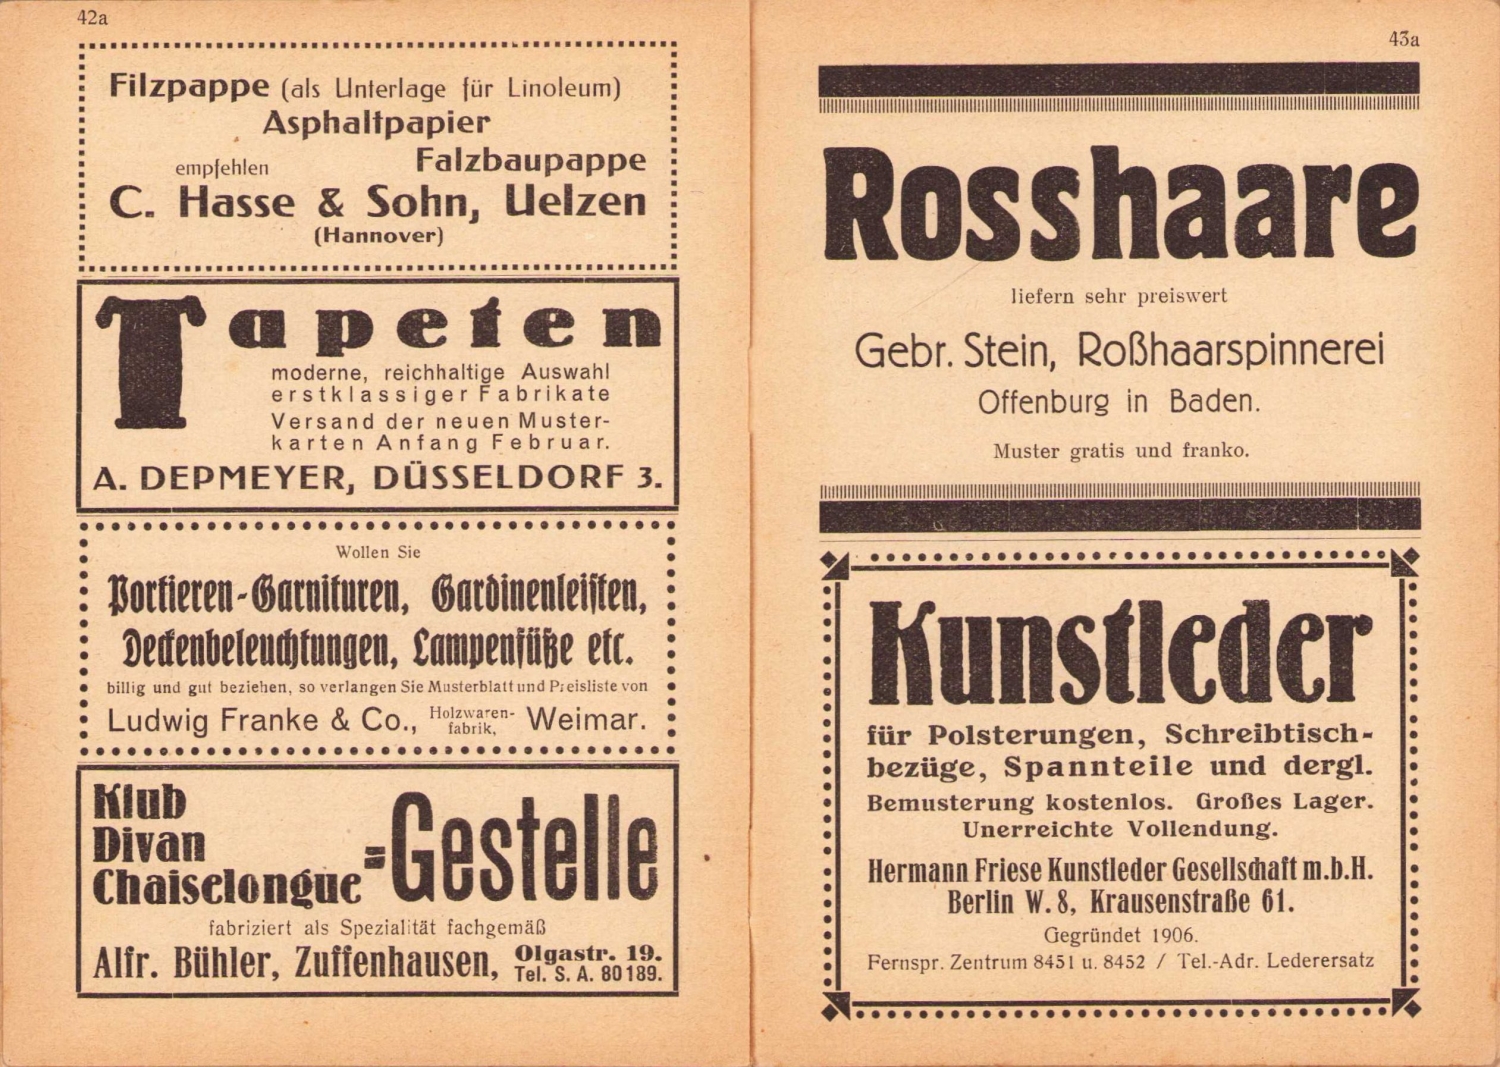 42a
Filzpappe (als Unterlage für Linoleum)
Asphaltpapier
empfehlen Falzbaupappe
C. Hasse & Sohn, Uelzen
(Hannover)
Tapeten
moderne, reichhaltige Auswahl
erstklassiger Fabrikate
Versand der neuen Muster-
karten Anfang Februar.
A. DEPMEYER, DÜSSELDORF 3.
Wollen Sie
Portieren-Garnituren, Gardinenleisten,
Deckenbeleuchtungen, Lampenfüße etc.
billig und gut beziehen, so verlangen Sie Musterblatt und Preisliste von
Ludwig Franke & Co., Holzwaren-fabrik, Weimar.
Klub
Divan
Chaiselongue =Gestelle
fabriziert als Spezialität fachgemäß
Alfr. Bühler, Zuffenhausen, Olgastr. 19.
Tel. S. A. 80189.
43a
Rosshaare
liefern sehr preiswert
Gebr. Stein, Roßhaarspinnerei
Offenburg in Baden.
Muster gratis und franko.
Kunstleder
für Polsterungen, Schreibtisch-
bezüge, Spannteile und dergl.
Bemusterung kostenlos. Großes Lager.
Unerreichte Vollendung.
Hermann Friese Kunstleder Gesellschaft m.b.H.
Berlin W. 8, Krausenstraße 61.
Gegründet 1906.
Fernspr. Zentrum 8451 u. 8452 / Tel.-Adr. Lederersatz